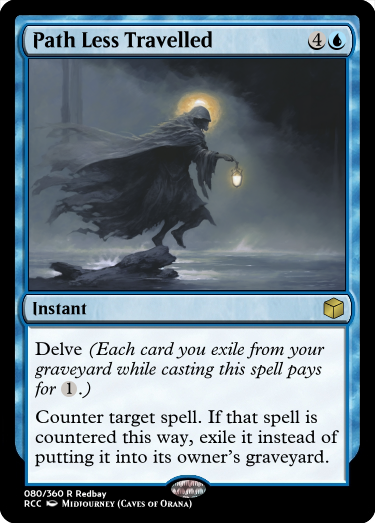 Path Less Travelled 4
Instant
Delve (Each card you exile from your
graveyard while casting this spell pays
for 1.)
Counter target spell. If that spell is
countered this way, exile it instead of
putting it into its owner's graveyard.
080/360 R Redbay
RCC Midjourney (Caves of Orana)